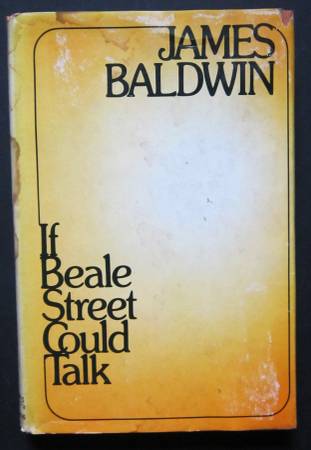 JAMES
BALDWIN
If
Beale
Street
Could
Talk